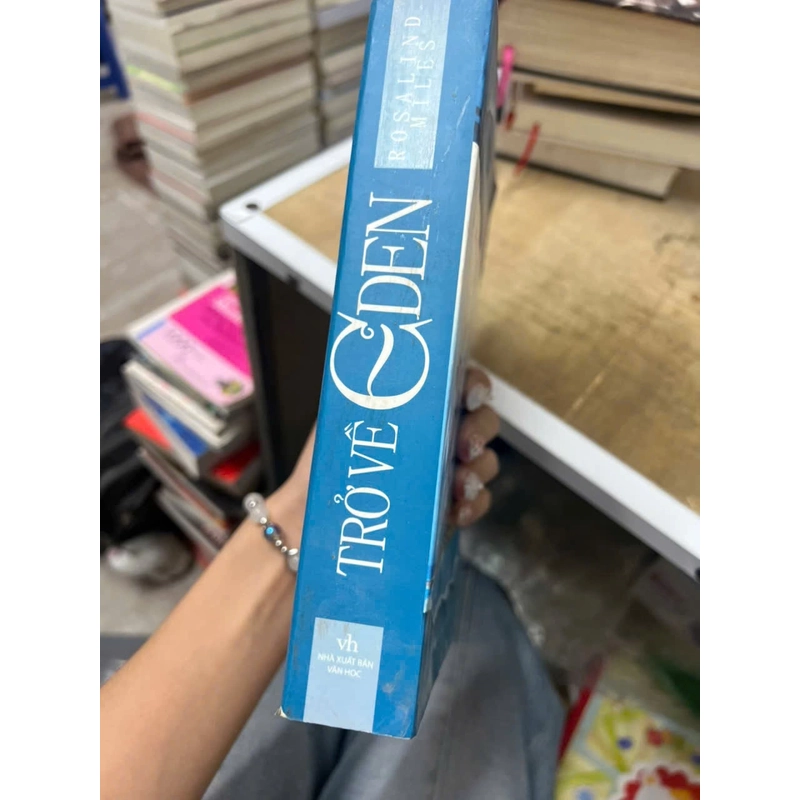 ROSALIND
MILES
TRỞ VỀ EDEN
vh
NHÀ XUẤT BẢN
VĂN HỌC